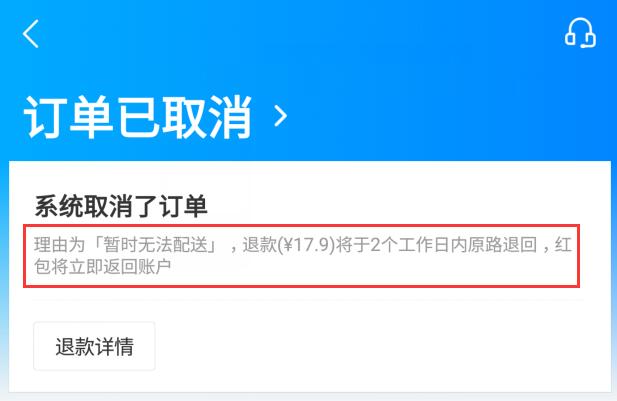 订单已取消
系统取消了订单
理由为「暂时无法配送」，退款(¥17.9)将于2个工作日内原路退回，红
包将立即返回账户
退款详情